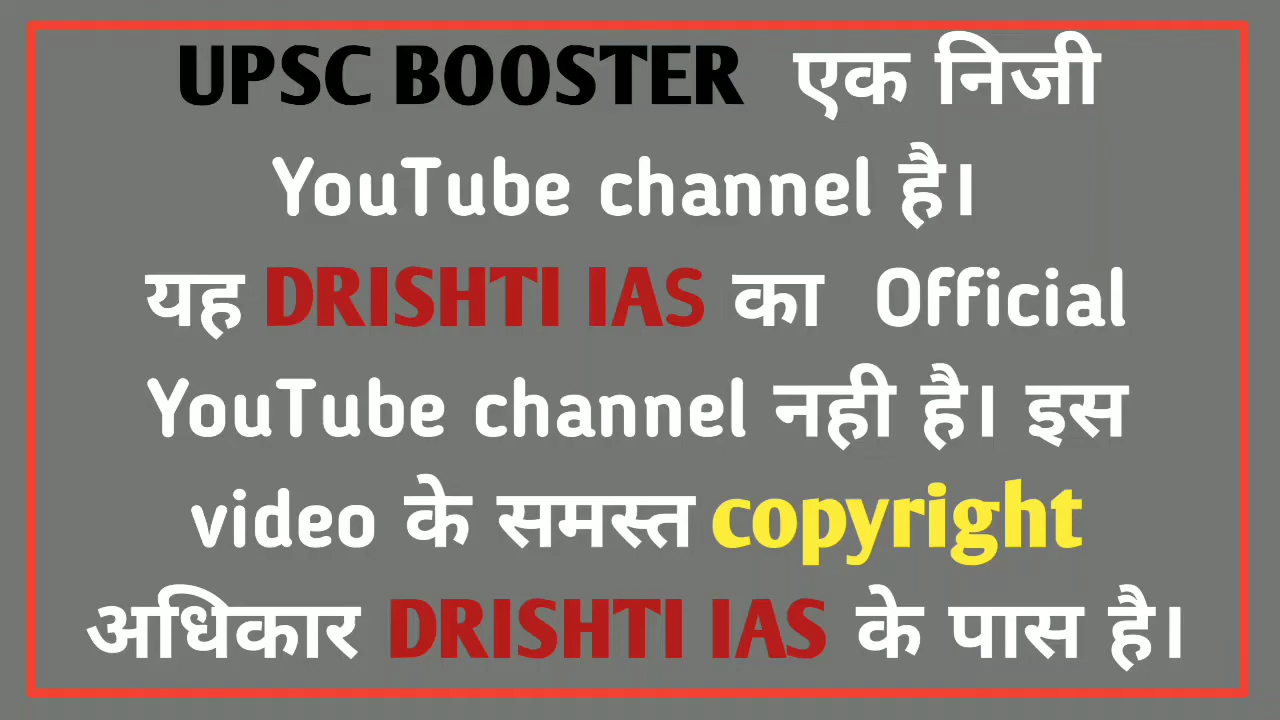 UPSC BOOSTER एक निजी
YouTube channel है।
यह DRISHTI IAS का Official
YouTube channel नही है। इस
video के समस्त copyright
अधिकार DRISHTI IAS के पास है।